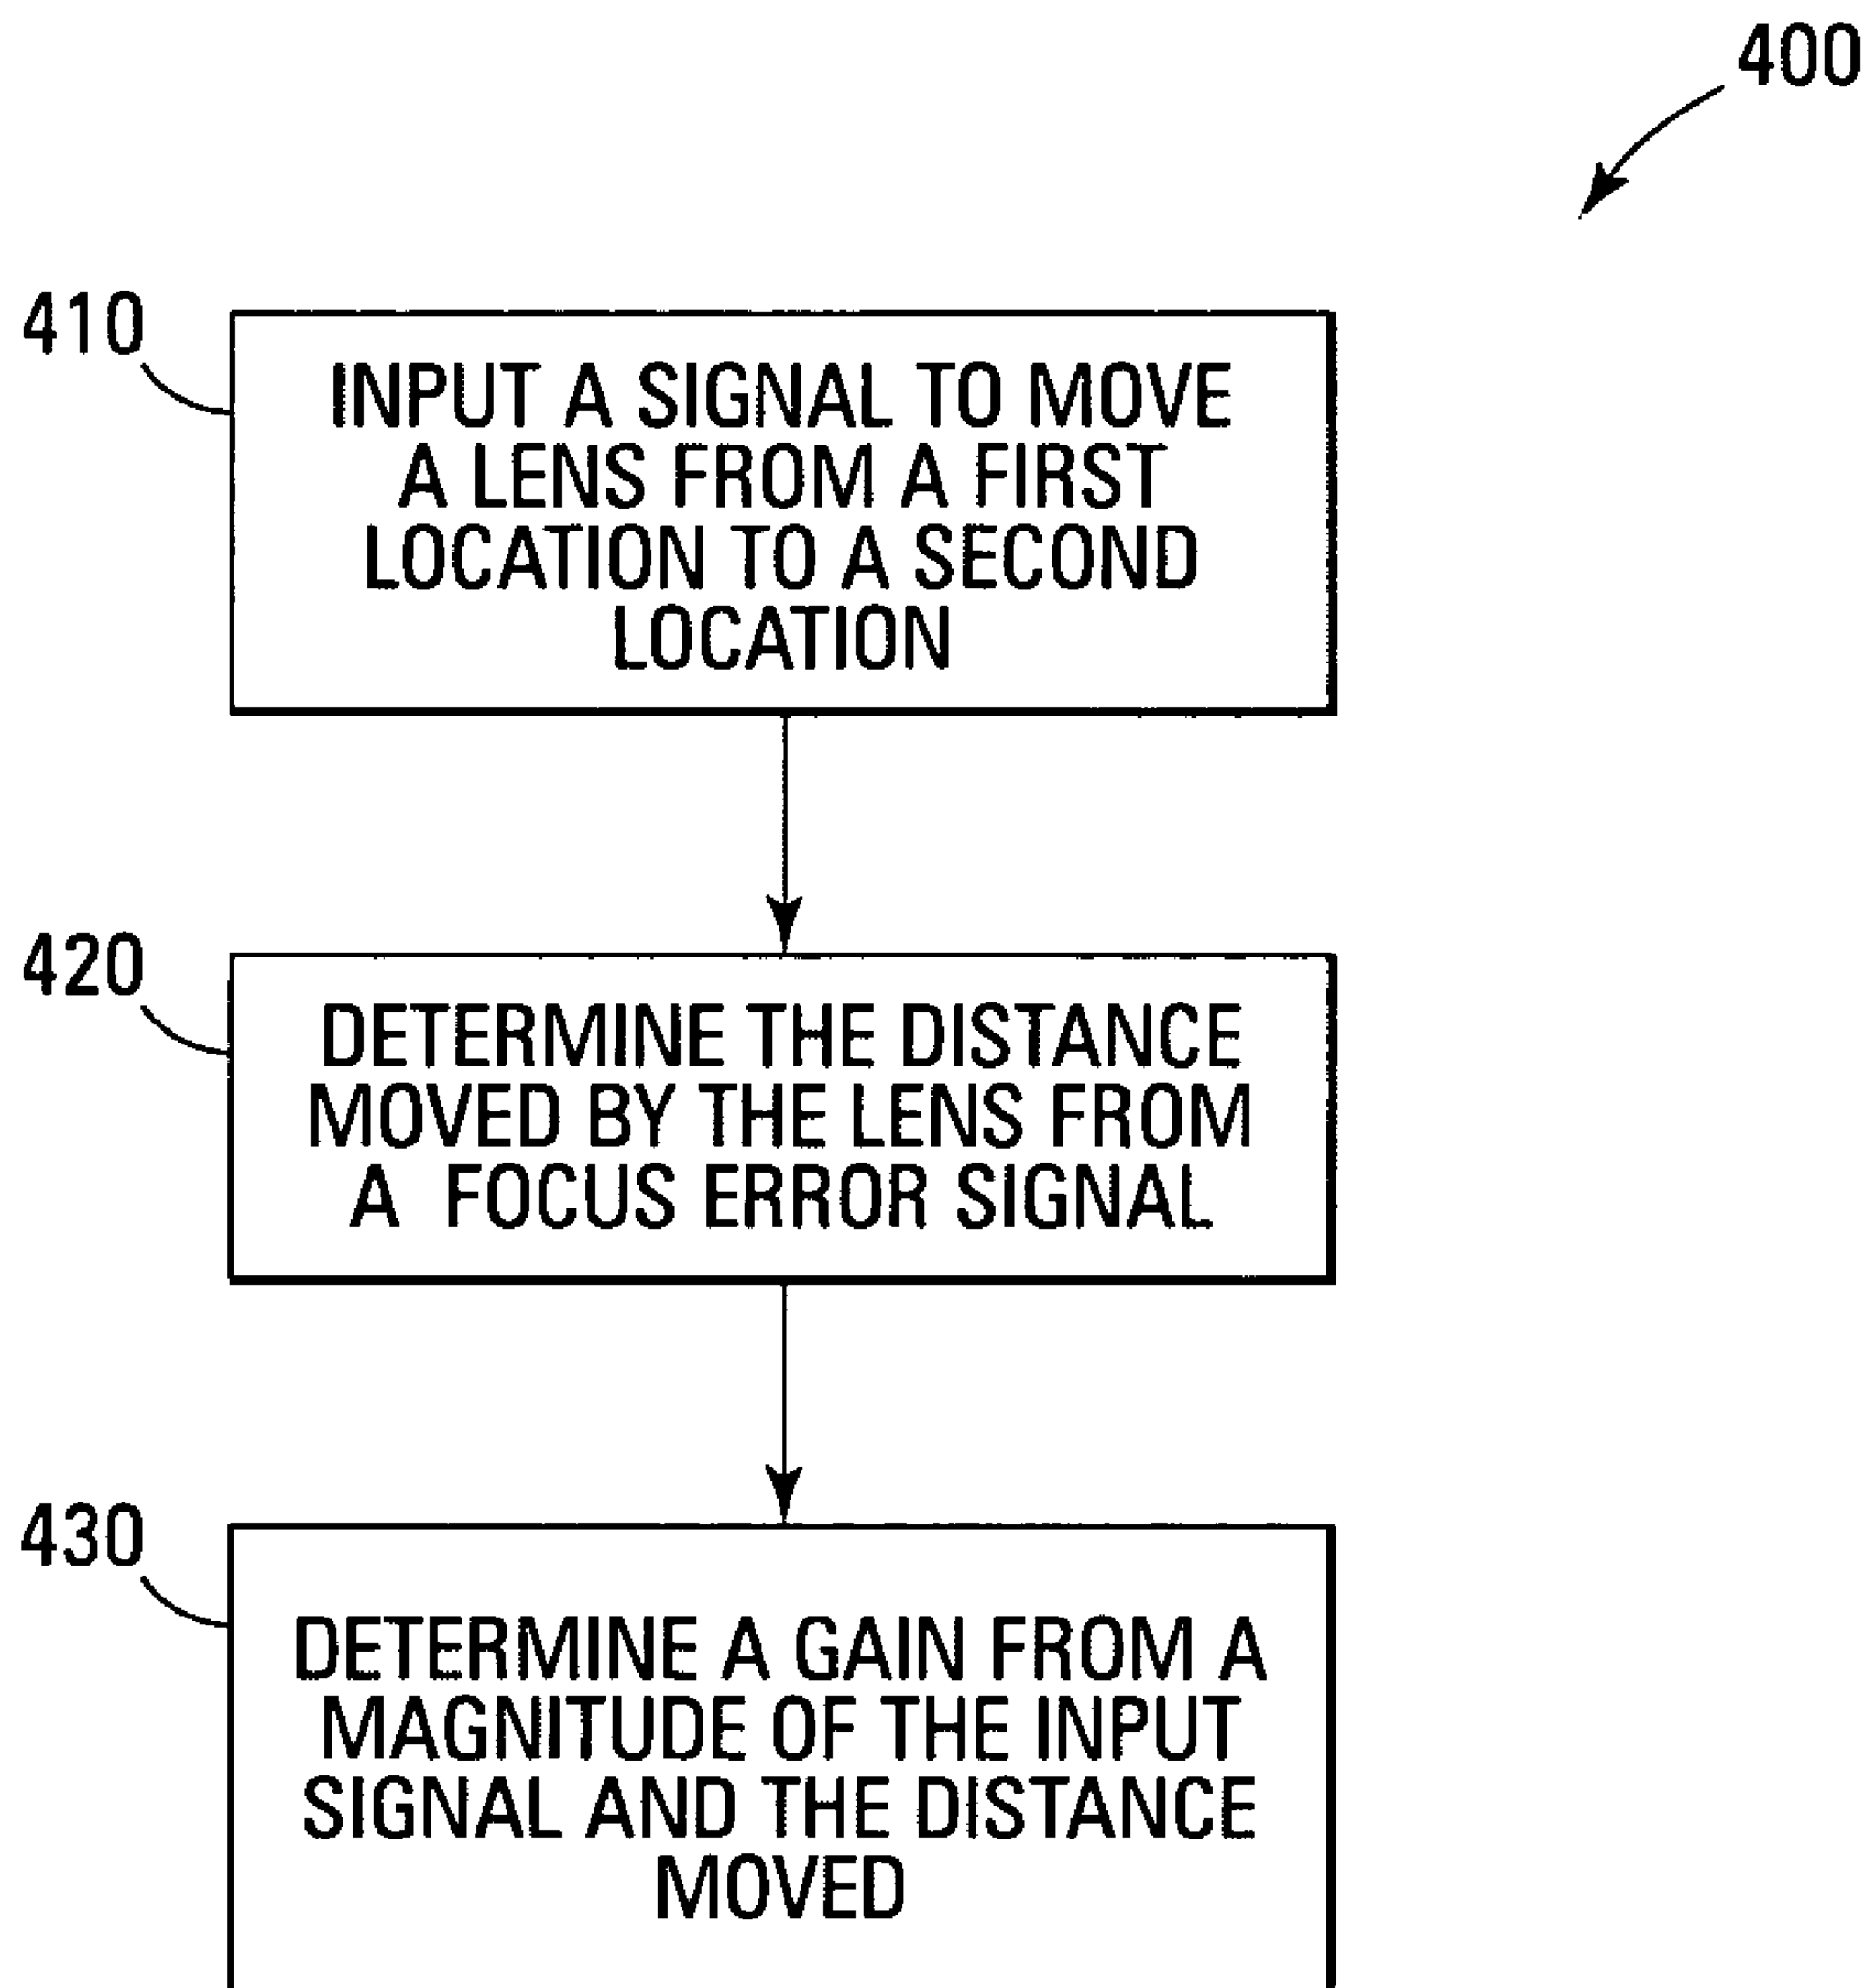 400
410
INPUT A SIGNAL TO MOVE
A LENS FROM A FIRST
LOCATION TO A SECOND
LOCATION
420
DETERMINE THE DISTANCE
MOVED BY THE LENS FROM
A FOCUS ERROR SIGNAL
430
DETERMINE A GAIN FROM A
MAGNITUDE OF THE INPUT
SIGNAL AND THE DISTANCE
MOVED